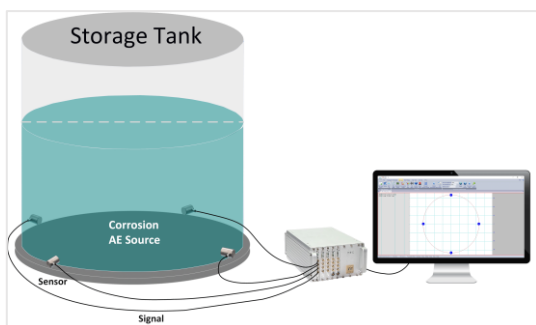 Storage Tank
Corrosion
AE Source
Sensor
Signal